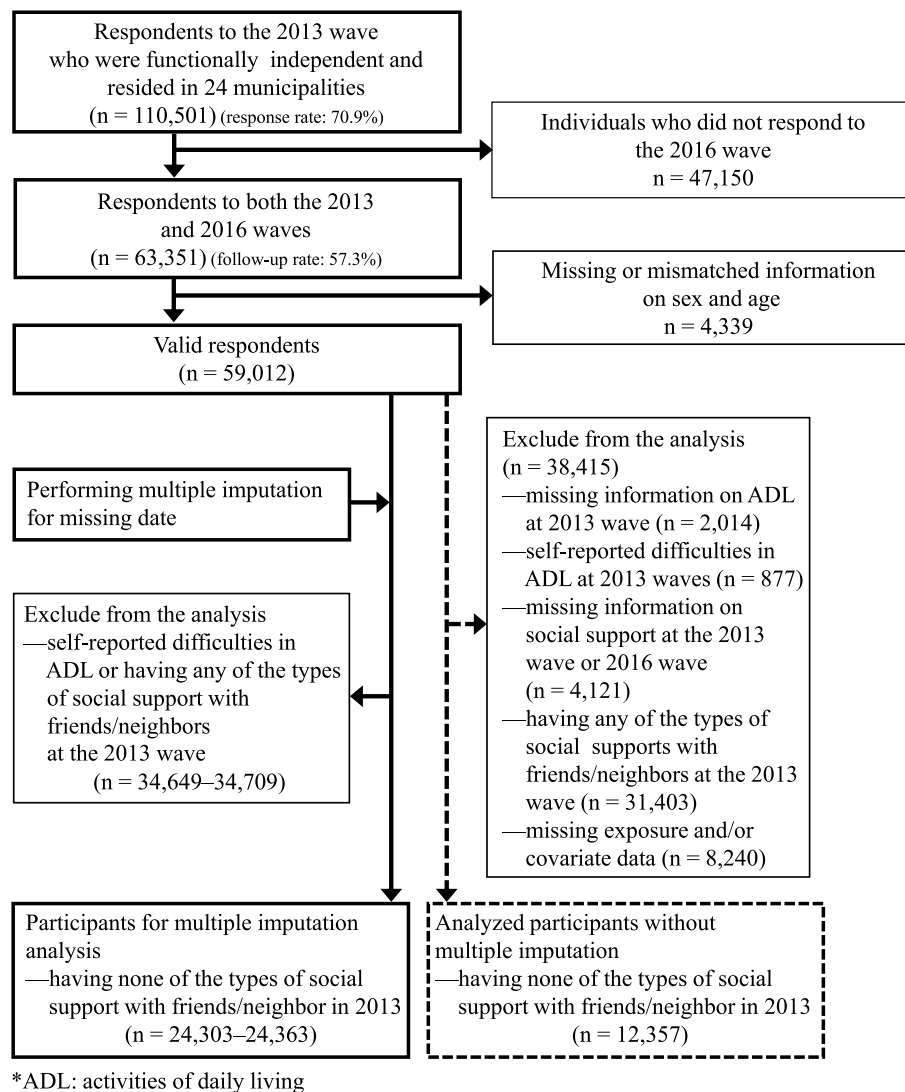 Respondents to the 2013 wave
who were functionally independent and
resided in 24 municipalities
(n = 110,501) (response rate: 70.9%)
Individuals who did not respond to
the 2016 wave
n = 47,150
Respondents to both the 2013
and 2016 waves
(n = 63,351) (follow-up rate: 57.3%)
Missing or mismatched information
on sex and age
n = 4,339
Valid respondents
(n = 59,012)
Performing multiple imputation
for missing date
Exclude from the analysis
(n = 38,415)
—missing information on ADL
at 2013 wave (n = 2,014)
—self-reported difficulties in
ADL at 2013 waves (n = 877)
—missing information on
social support at the 2013
wave or 2016 wave
(n = 4,121)
—having any of the types of
social supports with
friends/neighbors at the 2013
wave (n = 31,403)
—missing exposure and/or
covariate data (n = 8,240)
Exclude from the analysis
—self-reported difficulties in
ADL or having any of the types
of social support with
friends/neighbors
at the 2013 wave
(n = 34,649–34,709)
Participants for multiple imputation
analysis
—having none of the types of social
support with friends/neighbor in 2013
(n = 24,303–24,363)
Analyzed participants without
multiple imputation
—having none of the types of social
support with friends/neighbor in 2013
(n = 12,357)
*ADL: activities of daily living